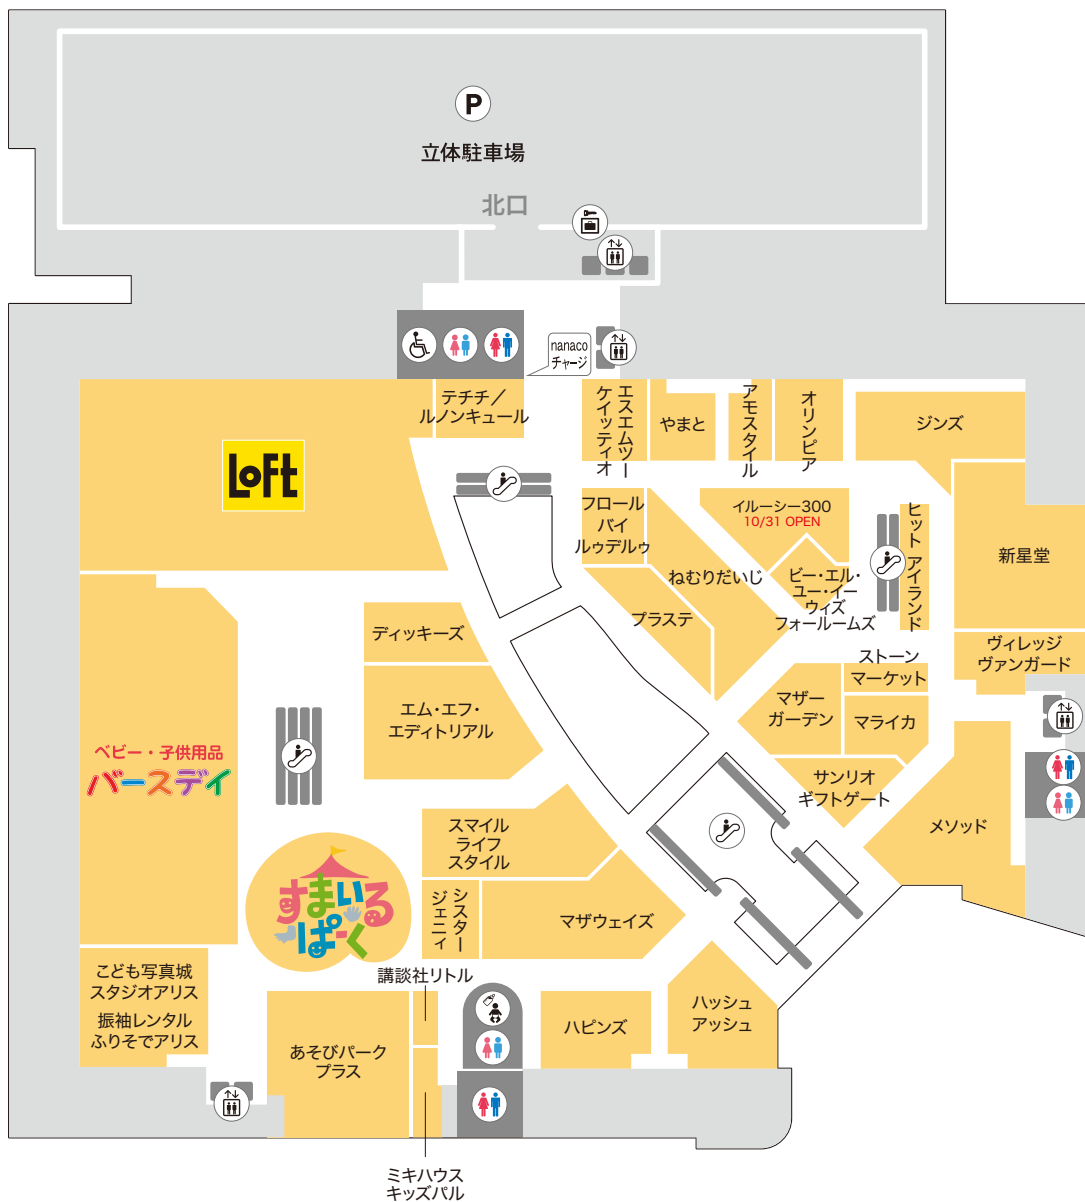 P
立体駐車場
北口
nanaco
チャージ
テチチ／
ルノンキュール
エスエムツー
ケイッティオ
やまと
アモスタイル
オリンピア
ジンズ
LOFt
フロール
バイ
ルゥデルゥ
イルーシー300
10/31 OPEN
ヒット アイランド
新星堂
ねむりだいじ
ビー・エル・
ユー・イー
ウィズ
フォールームズ
プラステ
ディッキーズ
ヴィレッジ
ヴァンガード
ストーン
マーケット
マザー
ガーデン
マライカ
エム・エフ・
エディトリアル
ベビー・子供用品
バースデイ
サンリオ
ギフトゲート
メソッド
スマイル
ライフ
スタイル
すまいる
ぱーく
シスター
ジェニィ
マザウェイズ
こども写真城
スタジオアリス
振袖レンタル
ふりそでアリス
講談社リトル
ハッシュ
アッシュ
ハピンズ
あそびパーク
プラス
ミキハウス
キッズパル